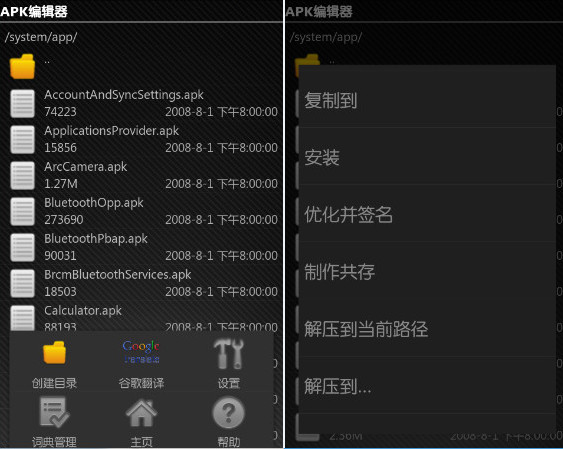 APK编辑器
/system/app/
..
AccountAndSyncSettings.apk
74223 2008-8-1 下午8:00:00
ApplicationsProvider.apk
15856 2008-8-1 下午8:00:00
ArcCamera.apk
1.27M 2008-8-1 下午8:00:00
BluetoothOpp.apk
273690 2008-8-1 下午8:00:00
BluetoothPbap.apk
90031 2008-8-1 下午8:00:00
BrcmBluetoothServices.apk
18503 2008-8-1 下午8:00:00
Calculator.apk
88193 2008-8-1 下午8:00:00
Google
创建目录 谷歌翻译 设置
词典管理 主页 帮助
APK编辑器
/system/app/
..
复制到
安装
优化并签名
制作共存
解压到当前路径
解压到...
2.36M 2008-8-1 下午8:00:00